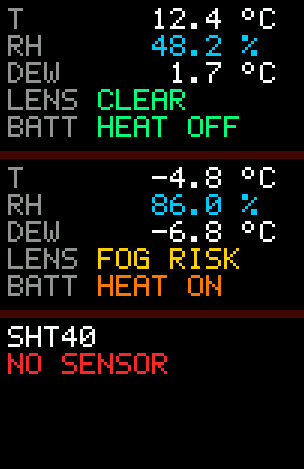 T 12.4 °C
RH 48.2 %
DEW 1.7 °C
LENS CLEAR
BATT HEAT OFF
T -4.8 °C
RH 86.0 %
DEW -6.8 °C
LENS FOG RISK
BATT HEAT ON
SHT40
NO SENSOR